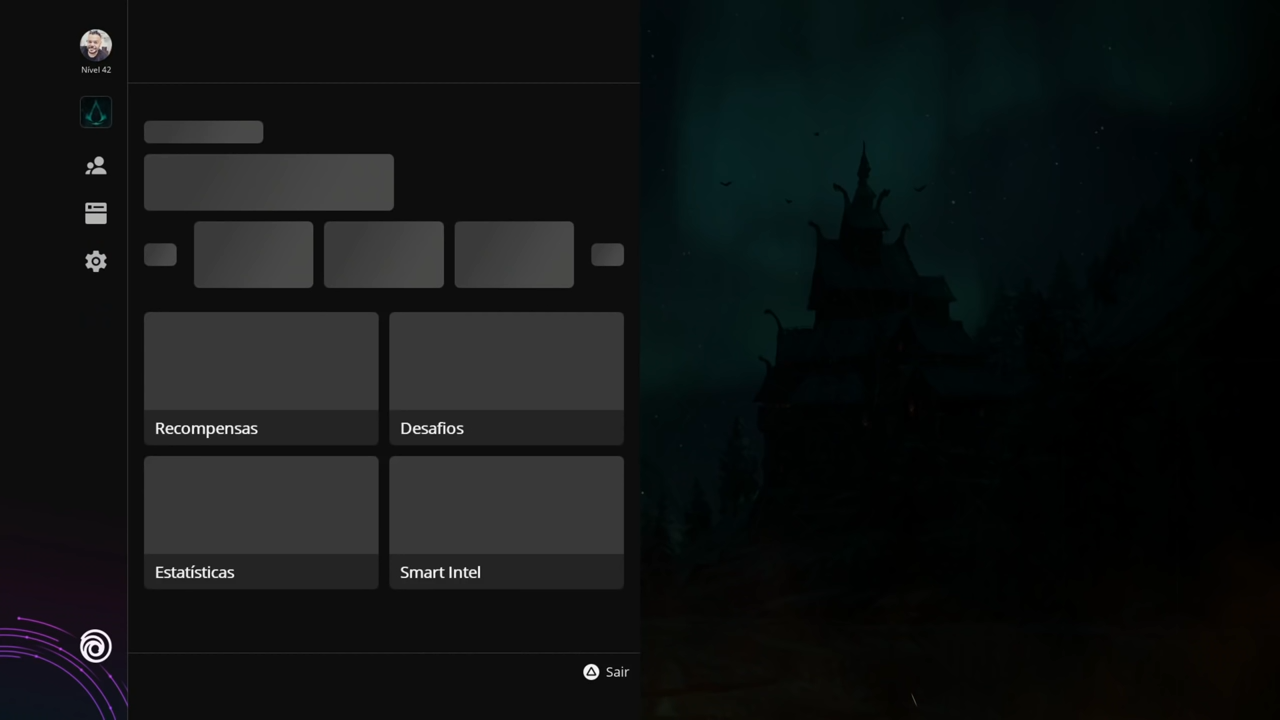 Nível 42
Recompensas
Desafios
Estatísticas
Smart Intel
Sair